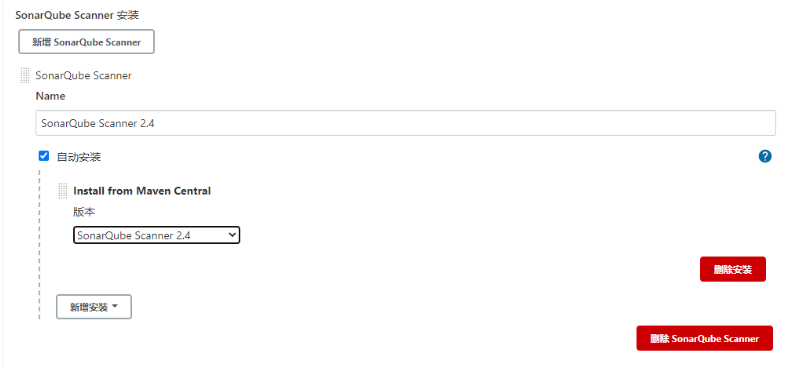 SonarQube Scanner 安装
新增 SonarQube Scanner
SonarQube Scanner
Name
SonarQube Scanner 2.4
自动安装
?
Install from Maven Central
版本
SonarQube Scanner 2.4
删除安装
新增安装
删除 SonarQube Scanner